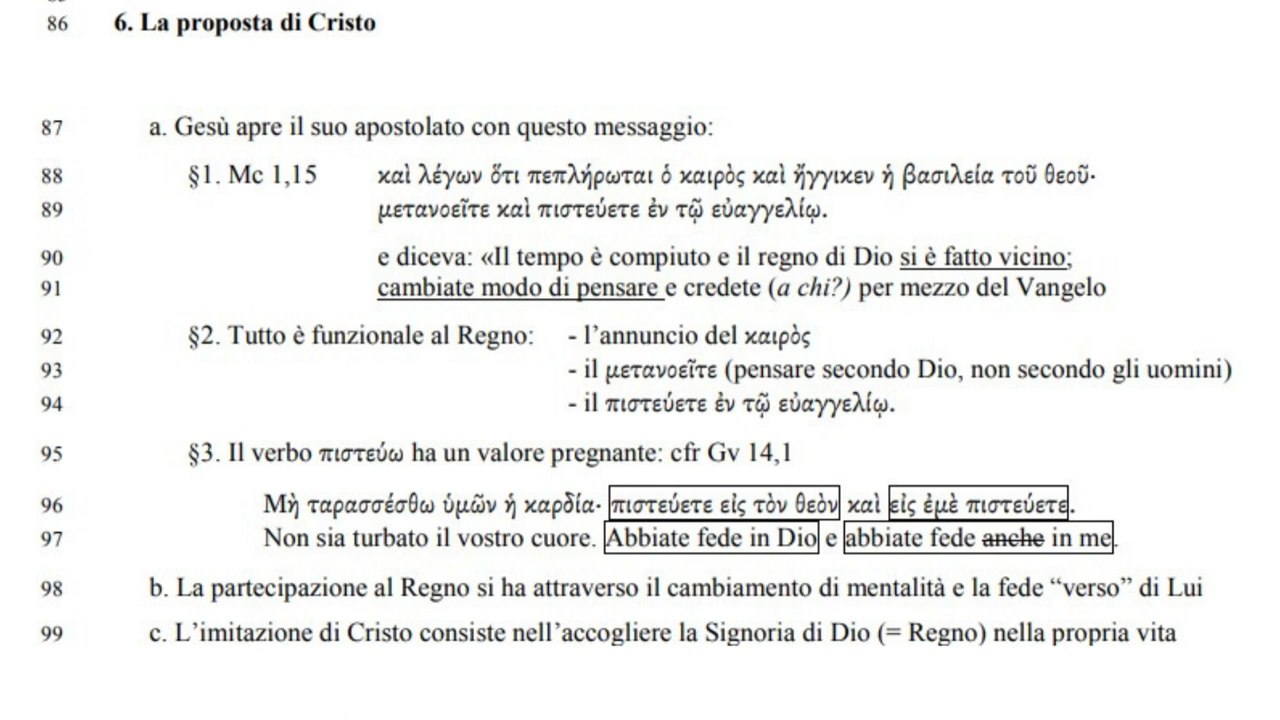 86 6. La proposta di Cristo
87 a. Gesù apre il suo apostolato con questo messaggio:
88 §1. Mc 1,15 καὶ λέγων ὅτι πεπλήρωται ὁ καιρὸς καὶ ἤγγικεν ἡ βασιλεία τοῦ θεοῦ·
89 μετανοεῖτε καὶ πιστεύετε ἐν τῷ εὐαγγελίῳ.
90 e diceva: «Il tempo è compiuto e il regno di Dio si è fatto vicino;
91 cambiate modo di pensare e credete (a chi?) per mezzo del Vangelo
92 §2. Tutto è funzionale al Regno: - l’annuncio del καιρὸς
93 - il μετανοεῖτε (pensare secondo Dio, non secondo gli uomini)
94 - il πιστεύετε ἐν τῷ εὐαγγελίῳ.
95 §3. Il verbo πιστεύω ha un valore pregnante: cfr Gv 14,1
96 Μὴ ταρασσέσθω ὑμῶν ἡ καρδία· πιστεύετε εἰς τὸν θεὸν καὶ εἰς ἐμὲ πιστεύετε.
97 Non sia turbato il vostro cuore. Abbiate fede in Dio e abbiate fede anche in me.
98 b. La partecipazione al Regno si ha attraverso il cambiamento di mentalità e la fede “verso” di Lui
99 c. L’imitazione di Cristo consiste nell’accogliere la Signoria di Dio (= Regno) nella propria vita